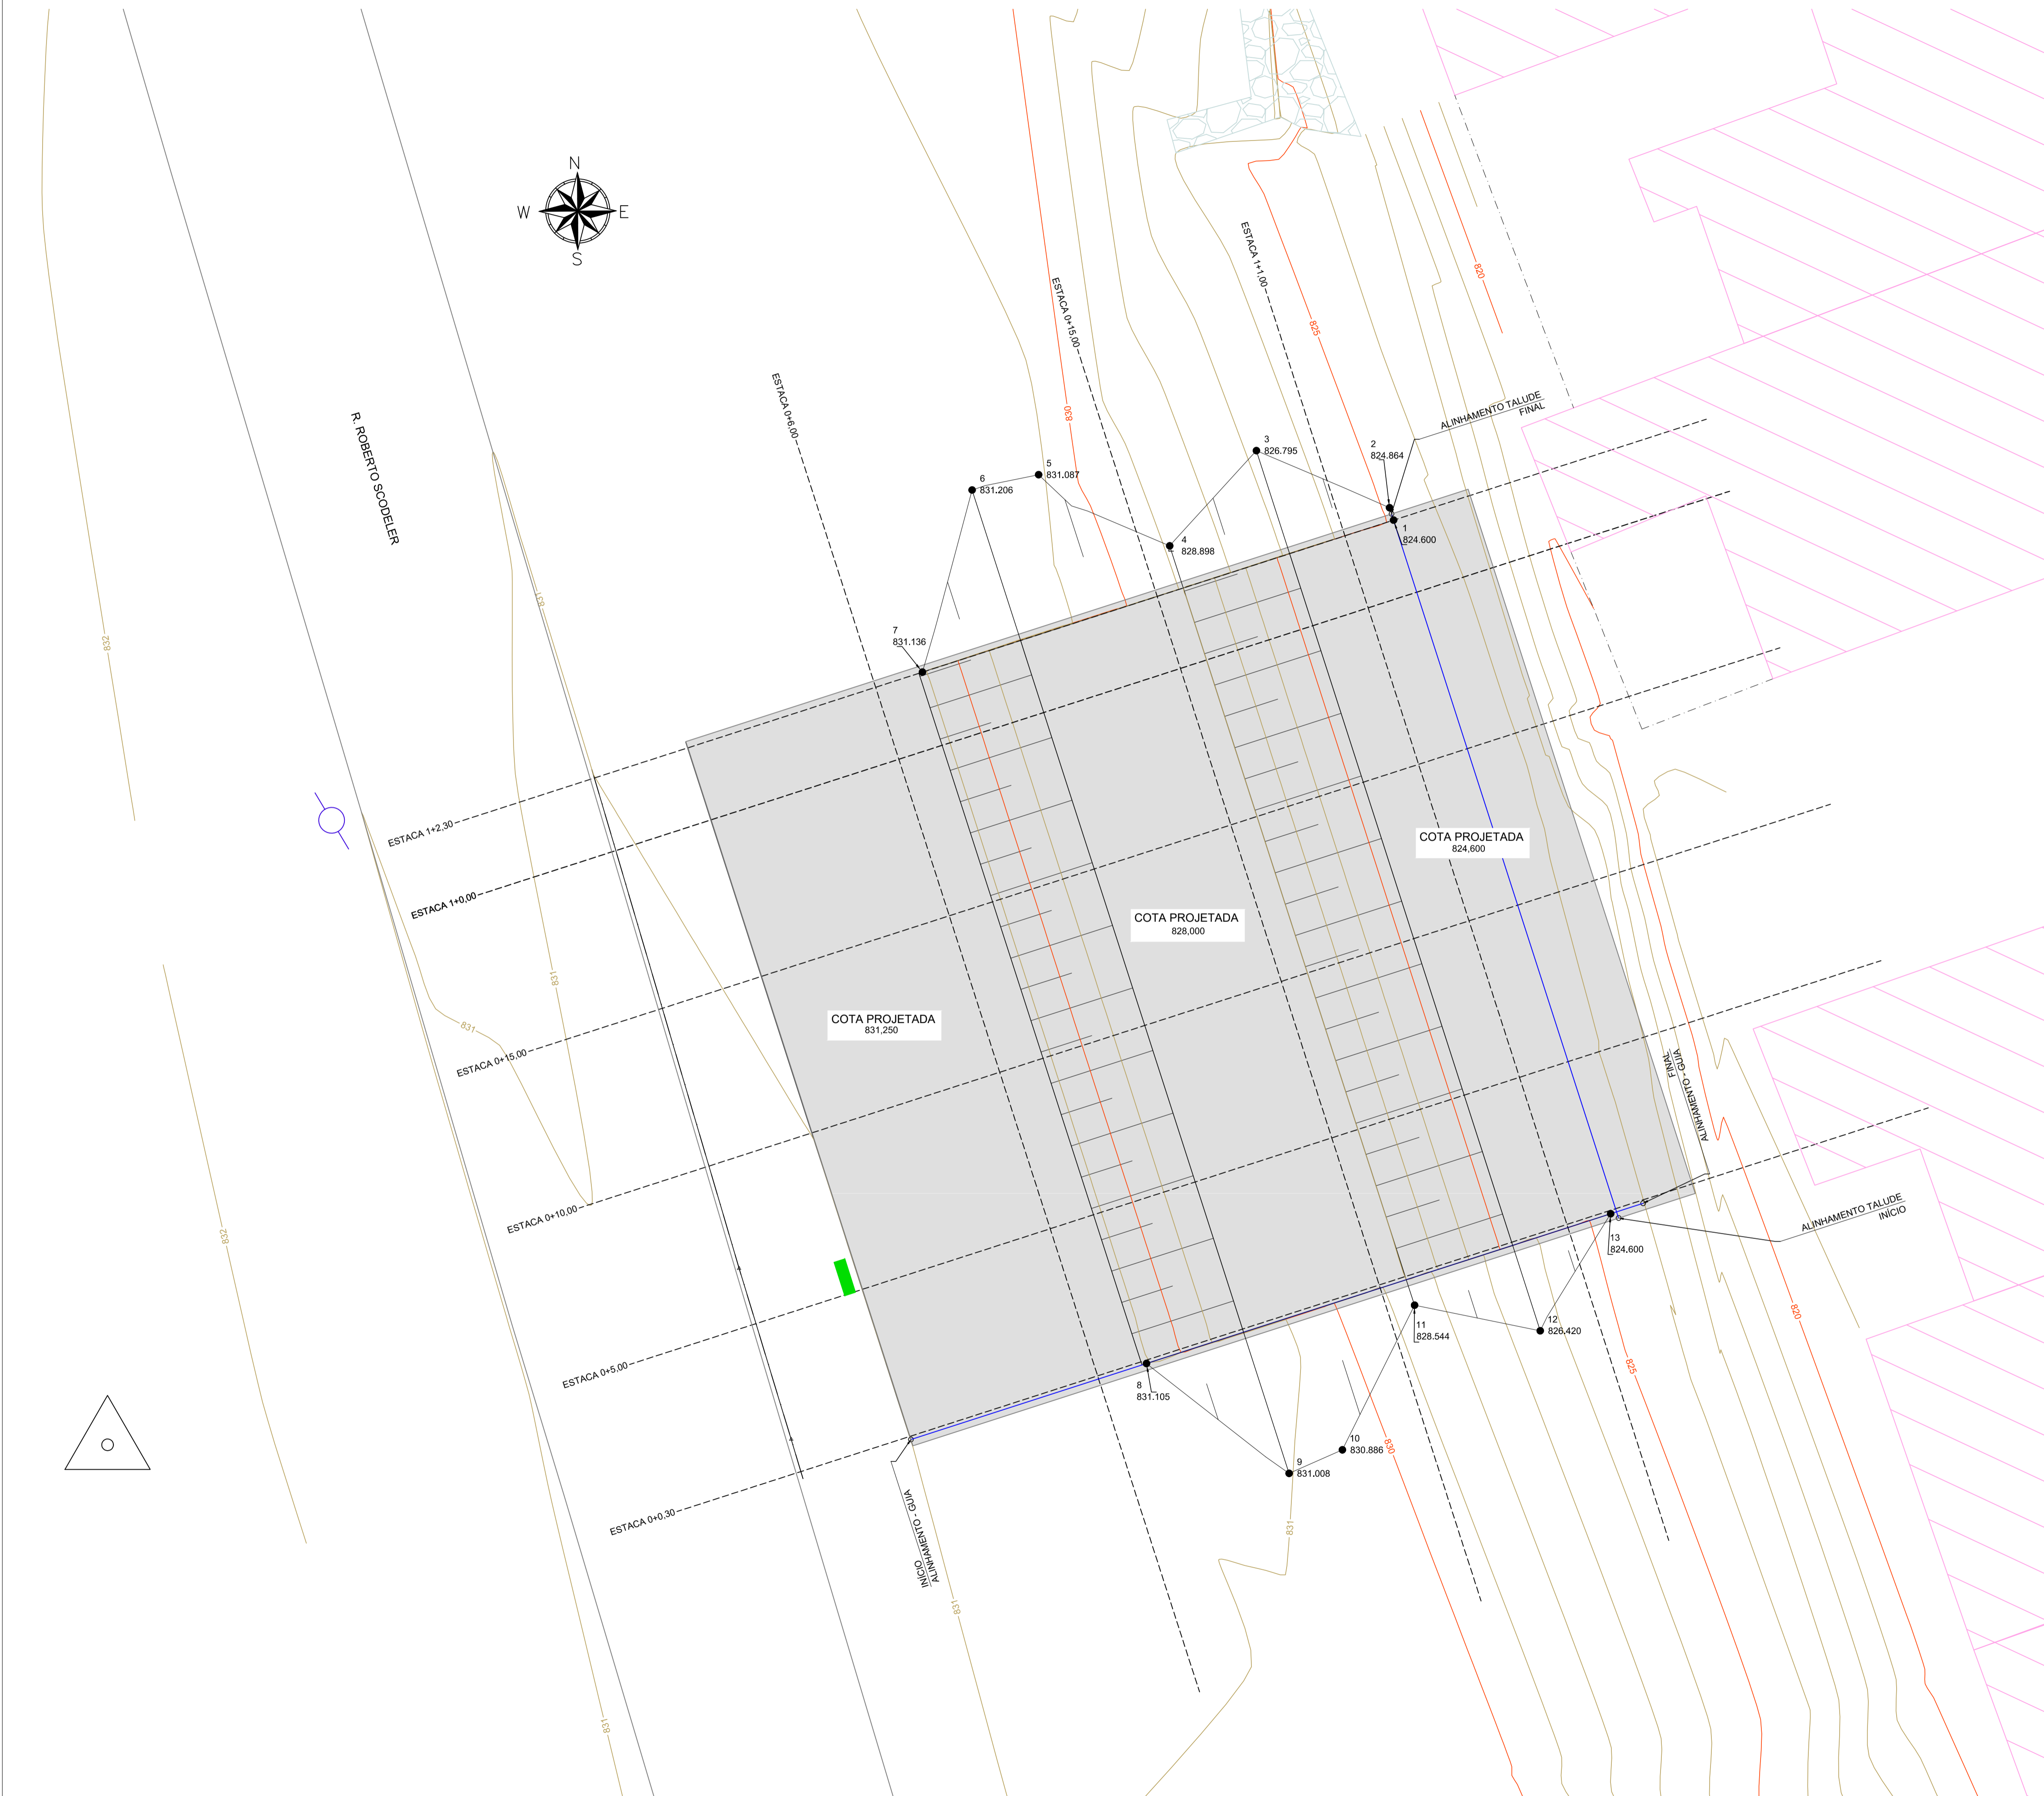 N
W
E
S
R. ROBERTO SCODELER
ESTACA 0+6,00
ESTACA 0+15,00
ESTACA 1+1,00
830
825
820
832
831
ALINHAMENTO TALUDE
FINAL
3
826.795
2
824.864
5
831.087
6
831.206
4
828.898
1
824.600
7
831.136
ESTACA 1+2,30
ESTACA 1+0,00
COTA PROJETADA
824,600
COTA PROJETADA
828,000
COTA PROJETADA
831,250
831
831
ESTACA 0+15,00
ESTACA 0+10,00
ALINHAMENTO - GUIA
FINAL
ALINHAMENTO TALUDE
INÍCIO
832
13
824.600
12
826.420
11
828.544
820
ESTACA 0+5,00
8
831.105
825
10
830.886
830
9
831.008
ESTACA 0+0,30
831
INÍCIO
ALINHAMENTO - GUIA
831
831